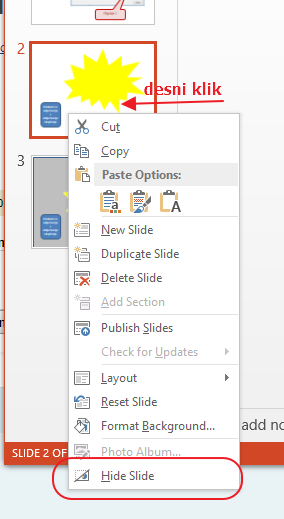 2
desni klik
Cut
Copy
Paste Options:
New Slide
3
Duplicate Slide
Delete Slide
Add Section
Publish Slides
Check for Updates
Layout
Reset Slide
Format Background...
add no
Photo Album...
SLIDE 2 OF
Hide Slide